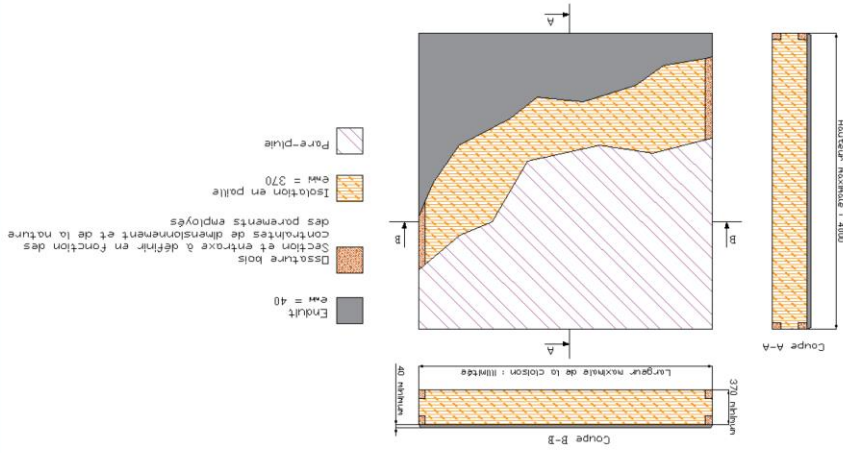 Coupe B-B
370 minimum
40 minimum
Largeur maximale de la cloison : illimitée
Coupe A-A
Hauteur maximale : 4000
A
A
B
B
Enduit
eMIN = 40
Ossature bois
Section et entraxe à définir en fonction des
contraintes de dimensionnement et de la nature
des parements employés
Isolation en paille
eMIN = 370
Pare-pluie